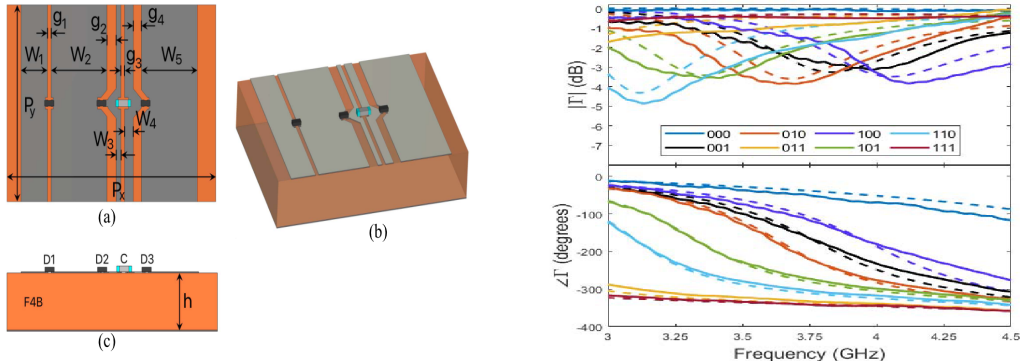 g1
g2 g4
g3
W1 W2 W5
Py
W4
W3
Px
(a)
(b)
D1 D2 C D3
F4B
h
(c)
|Γ| (dB)
0
-1
-2
-3
-4
-5
-6
-7
000 010 100 110
001 011 101 111
∠Γ (degrees)
0
-100
-200
-300
-400
3 3.25 3.5 3.75 4 4.25 4.5
Frequency (GHz)